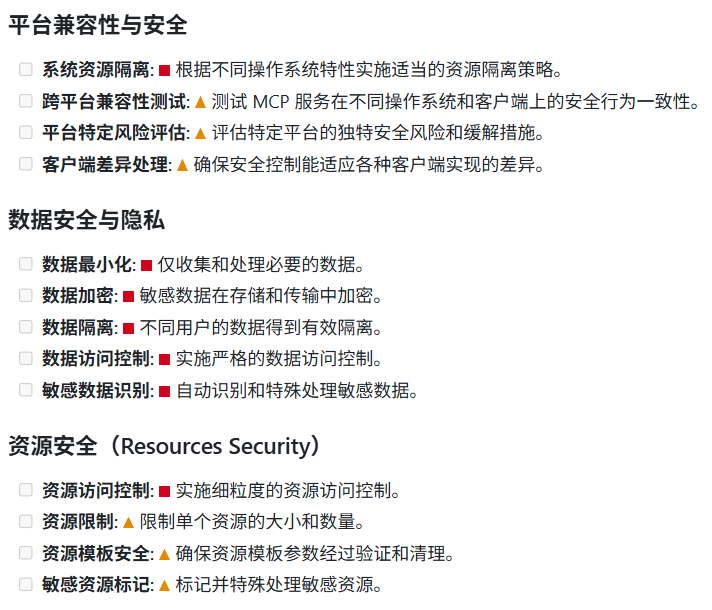 平台兼容性与安全
系统资源隔离: 根据不同操作系统特性实施适当的资源隔离策略。
跨平台兼容性测试: 测试 MCP 服务在不同操作系统和客户端上的安全行为一致性。
平台特定风险评估: 评估特定平台的独特安全风险和缓解措施。
客户端差异处理: 确保安全控制能适应各种客户端实现的差异。
数据安全与隐私
数据最小化: 仅收集和处理必要的数据。
数据加密: 敏感数据在存储和传输中加密。
数据隔离: 不同用户的数据得到有效隔离。
数据访问控制: 实施严格的数据访问控制。
敏感数据识别: 自动识别和特殊处理敏感数据。
资源安全（Resources Security）
资源访问控制: 实施细粒度的资源访问控制。
资源限制: 限制单个资源的大小和数量。
资源模板安全: 确保资源模板参数经过验证和清理。
敏感资源标记: 标记并特殊处理敏感资源。